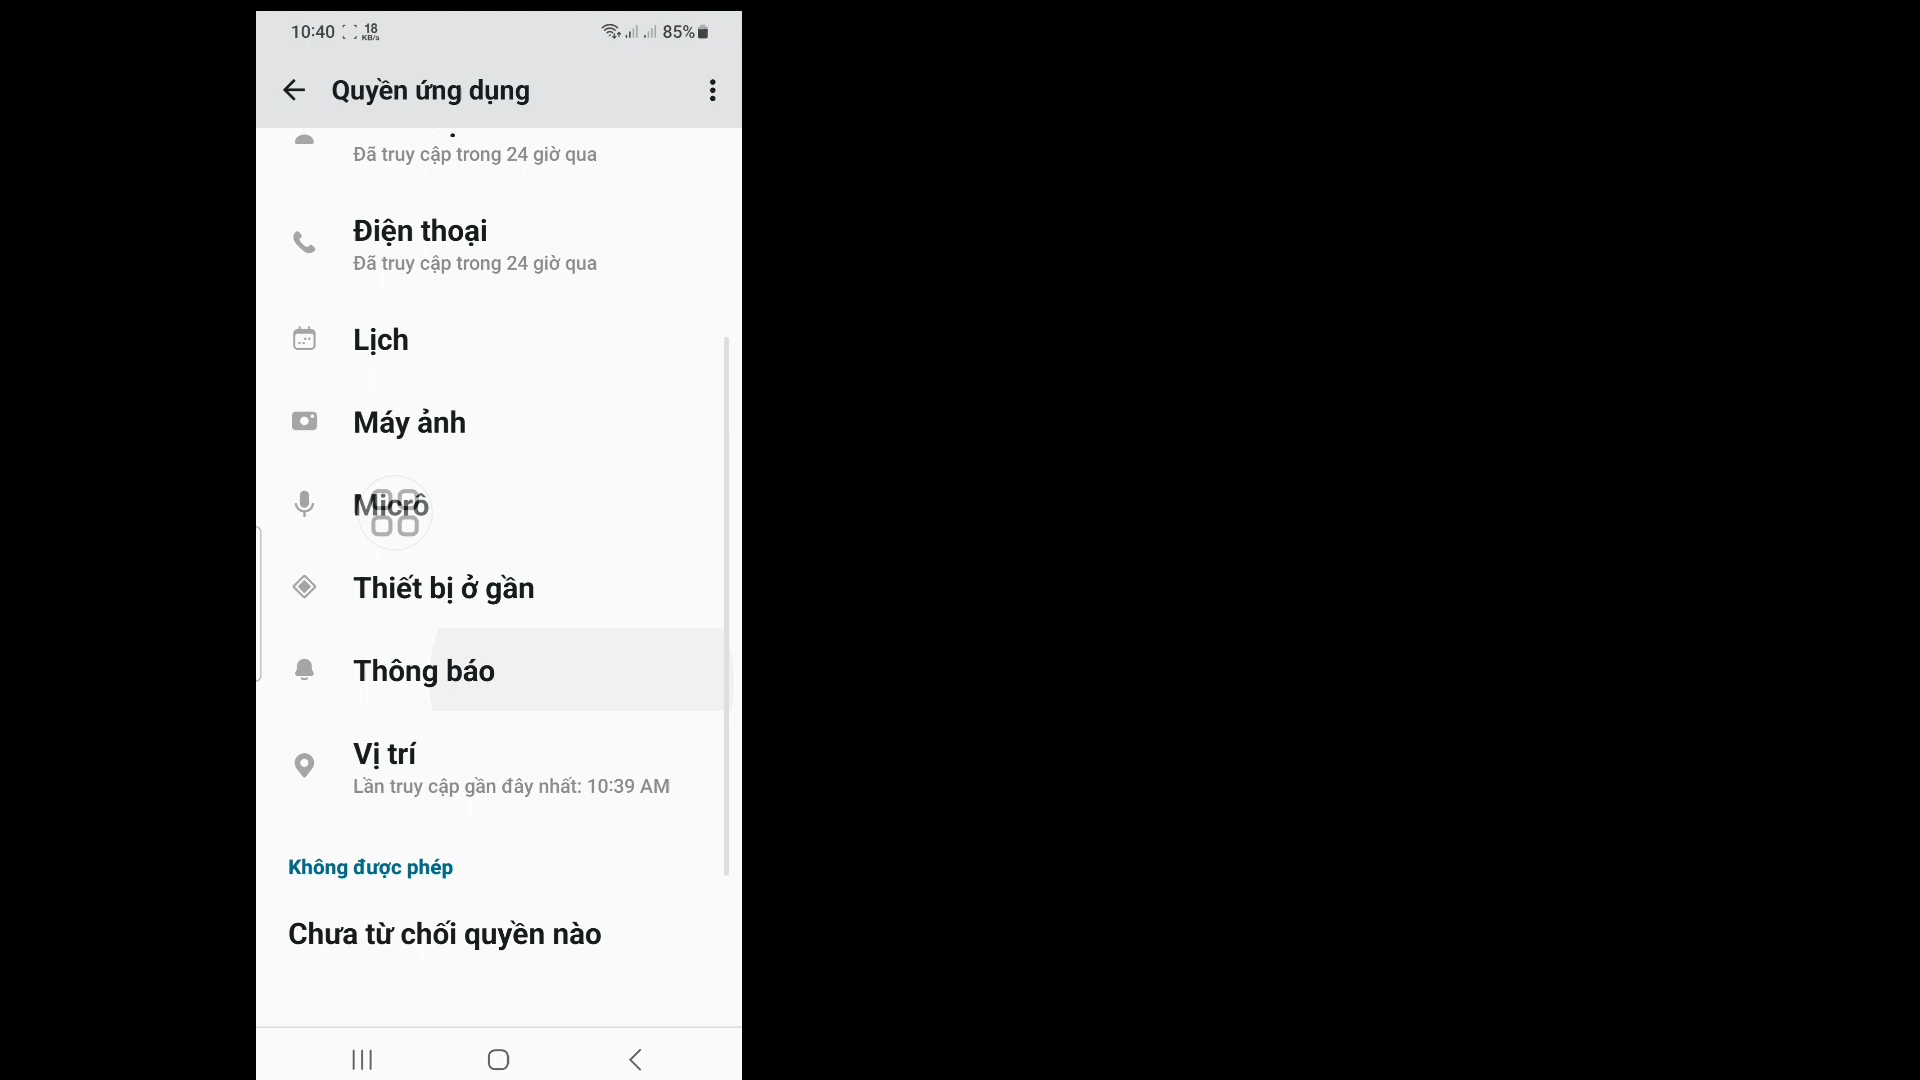 10:40 18 KB/s 85%
Quyền ứng dụng
Đã truy cập trong 24 giờ qua
Điện thoại
Đã truy cập trong 24 giờ qua
Lịch
Máy ảnh
Micrô
Thiết bị ở gần
Thông báo
Vị trí
Lần truy cập gần đây nhất: 10:39 AM
Không được phép
Chưa từ chối quyền nào